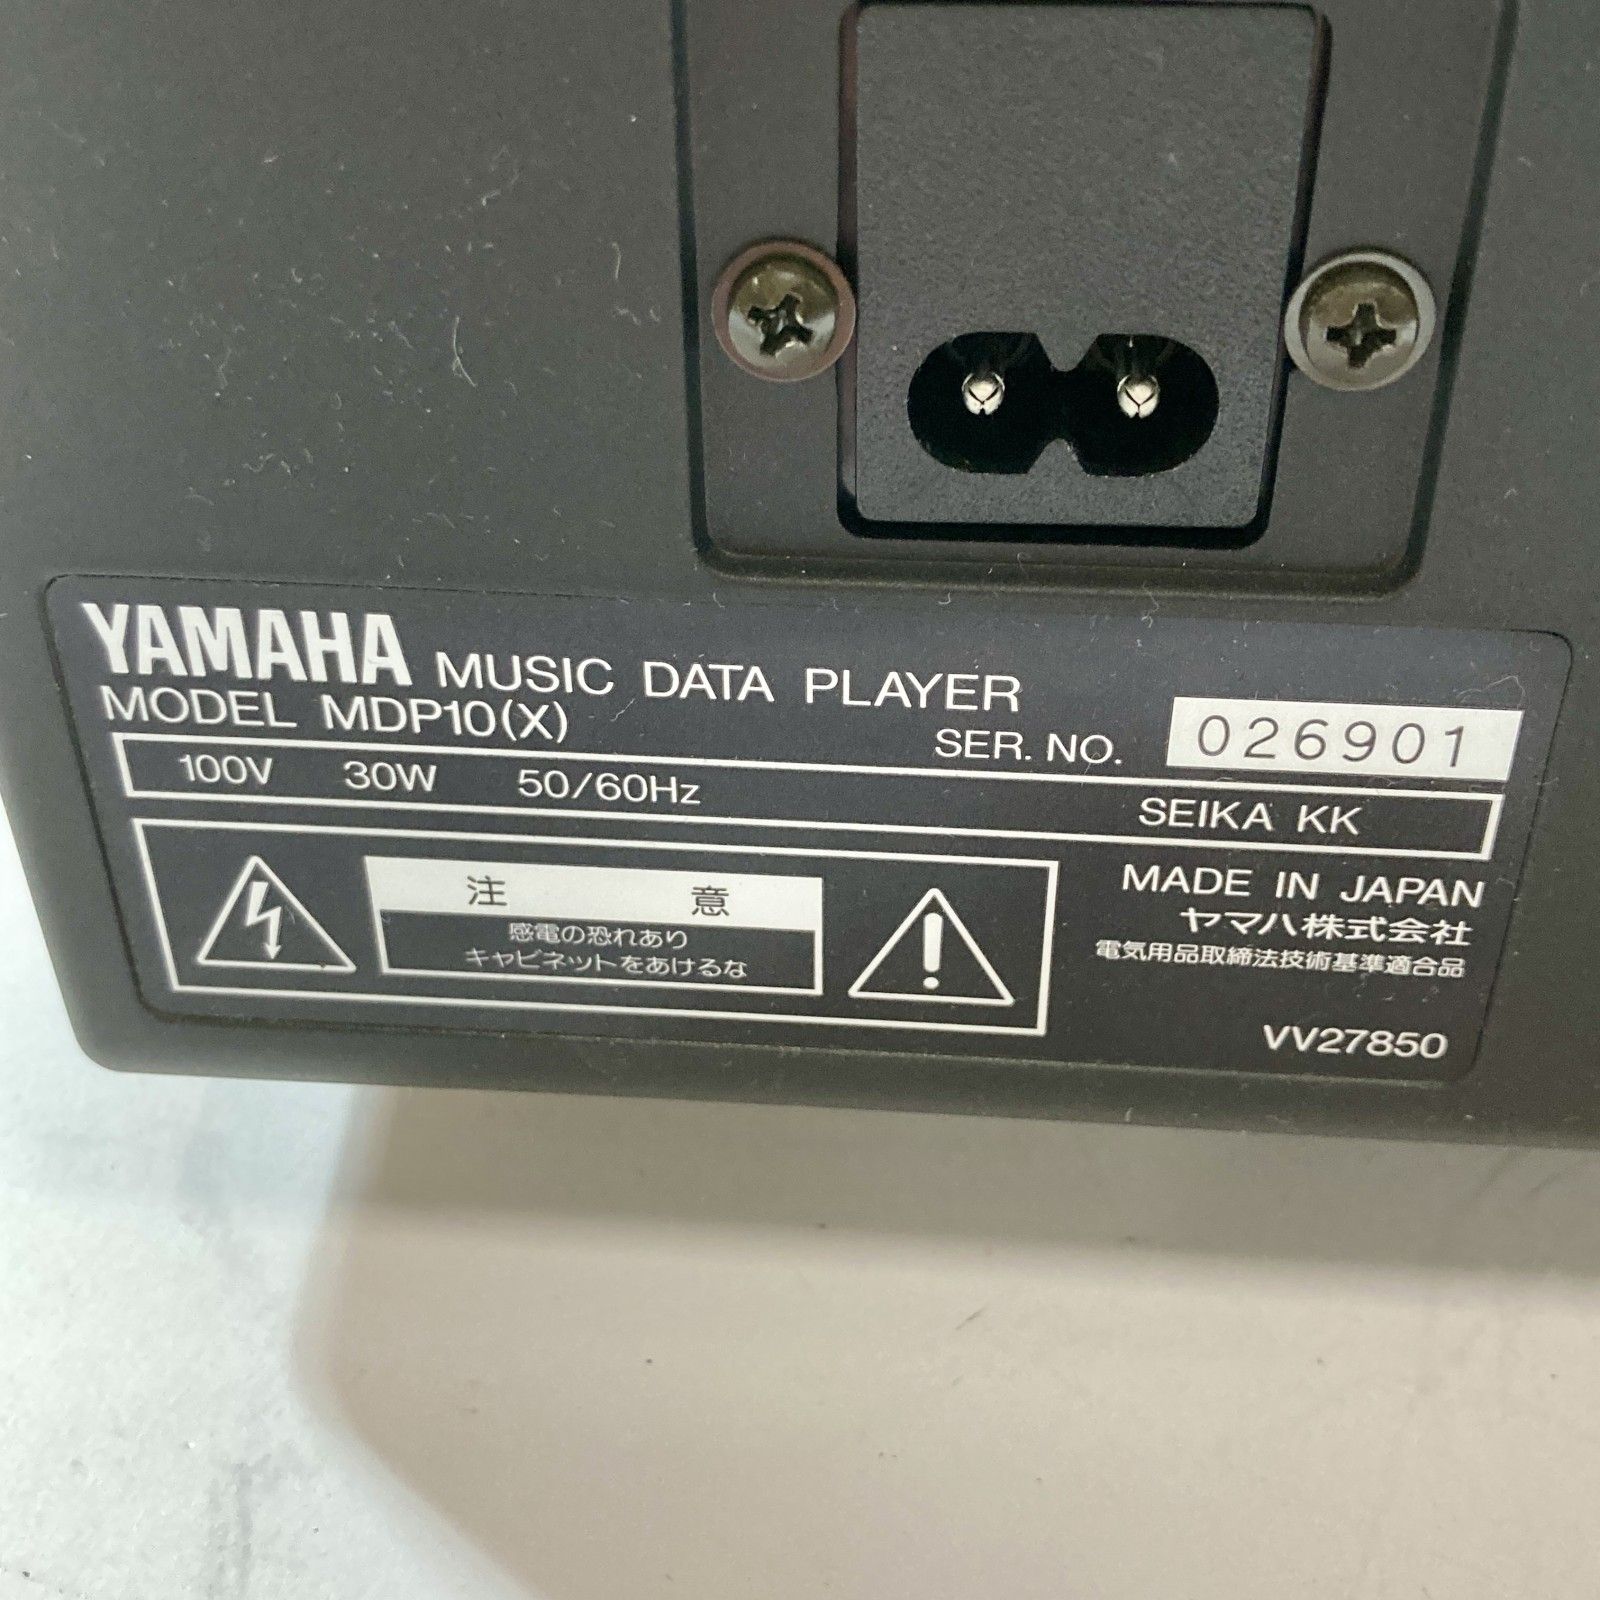 YAMAHA MUSIC DATA PLAYER
MODEL MDP10(X)
SER. NO. 026901
100V 30W 50/60Hz SEIKA KK
注 意
感電の恐れあり
キャビネットをあけるな
MADE IN JAPAN
ヤマハ株式会社
電気用品取締法技術基準適合品
VV27850